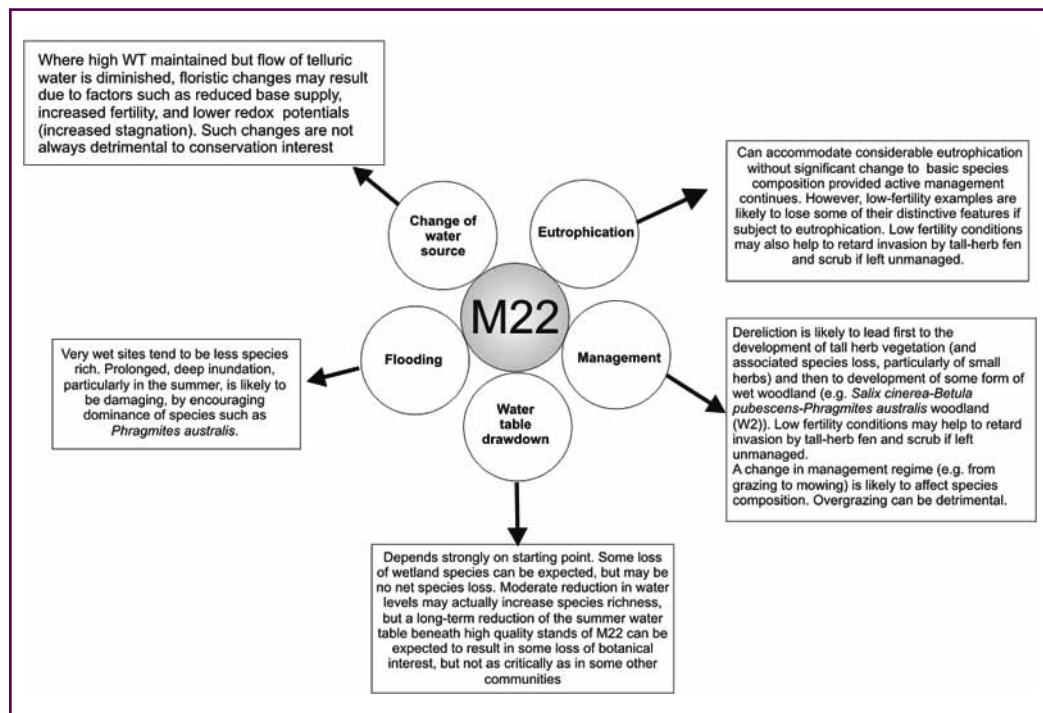 Where high WT maintained but flow of telluric
water is diminished, floristic changes may result
due to factors such as reduced base supply,
increased fertility, and lower redox potentials
(increased stagnation). Such changes are not
always detrimental to conservation interest
Change of
water
source
Eutrophication
Can accommodate considerable eutrophication
without significant change to basic species
composition provided active management
continues. However, low-fertility examples are
likely to lose some of their distinctive features if
subject to eutrophication. Low fertility conditions
may also help to retard invasion by tall-herb fen
and scrub if left unmanaged.
M22
Flooding
Management
Water
table
drawdown
Very wet sites tend to be less species
rich. Prolonged, deep inundation,
particularly in the summer, is likely to
be damaging, by encouraging
dominance of species such as
Phragmites australis.
Dereliction is likely to lead first to the
development of tall herb vegetation (and
associated species loss, particularly of small
herbs) and then to development of some form of
wet woodland (e.g. Salix cinerea-Betula
pubescens-Phragmites australis woodland
(W2)). Low fertility conditions may help to retard
invasion by tall-herb fen and scrub if left
unmanaged.
A change in management regime (e.g. from
grazing to mowing) is likely to affect species
composition. Overgrazing can be detrimental.
Depends strongly on starting point. Some loss
of wetland species can be expected, but may be
no net species loss. Moderate reduction in water
levels may actually increase species richness,
but a long-term reduction of the summer water
table beneath high quality stands of M22 can be
expected to result in some loss of botanical
interest, but not as critically as in some other
communities